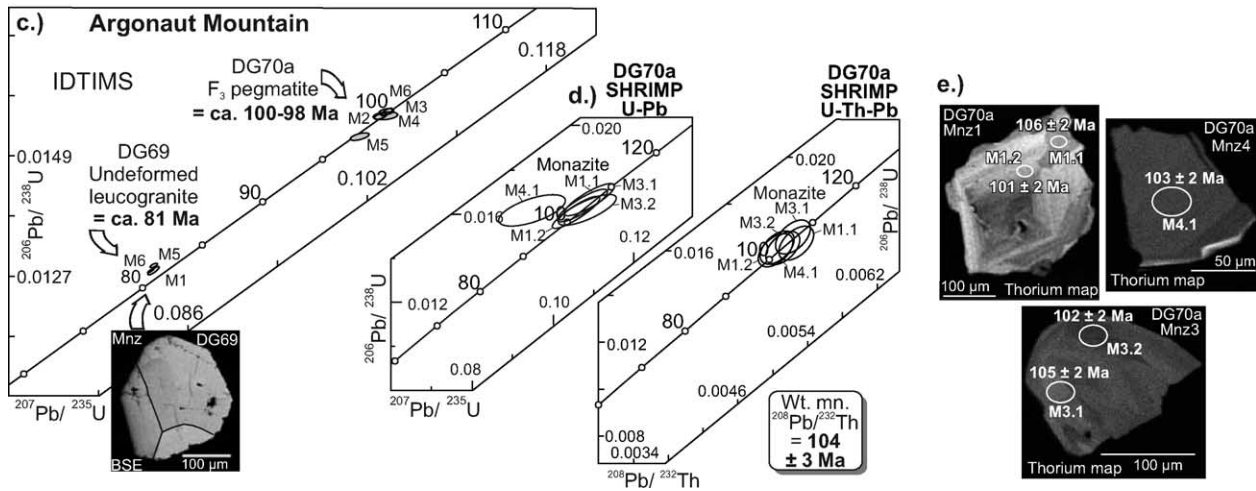 c.) Argonaut Mountain
IDTIMS
DG70a
F3 pegmatite
= ca. 100-98 Ma
DG69
Undeformed
leucogranite
= ca. 81 Ma
110
0.118
100
M6
M3
M4
M2
M5
0.102
90
M6
M5
M1
80
0.086
0.0149
0.0127
206Pb/ 238U
207Pb/ 235U
Mnz
DG69
BSE
100 µm
d.)
DG70a
SHRIMP
U-Pb
0.020
120
Monazite
M1.1
M4.1
M3.1
M3.2
0.016
100
M1.2
0.12
80
0.012
0.10
0.08
206Pb/ 238U
207Pb/ 235U
DG70a
SHRIMP
U-Th-Pb
0.020
120
206Pb/ 238U
Monazite
M3.1
M3.2
M1.1
0.016
100
M1.2
M4.1
0.0062
80
0.012
0.0054
0.0046
0.008
0.0034
208Pb/ 232Th
Wt. mn.
208Pb/232Th
= 104
± 3 Ma
e.)
DG70a
Mnz1
106 ± 2 Ma
M1.2
M1.1
101 ± 2 Ma
100 µm
Thorium map
DG70a
Mnz4
103 ± 2 Ma
M4.1
50 µm
Thorium map
102 ± 2 Ma
DG70a
Mnz3
M3.2
105 ± 2 Ma
M3.1
100 µm
Thorium map